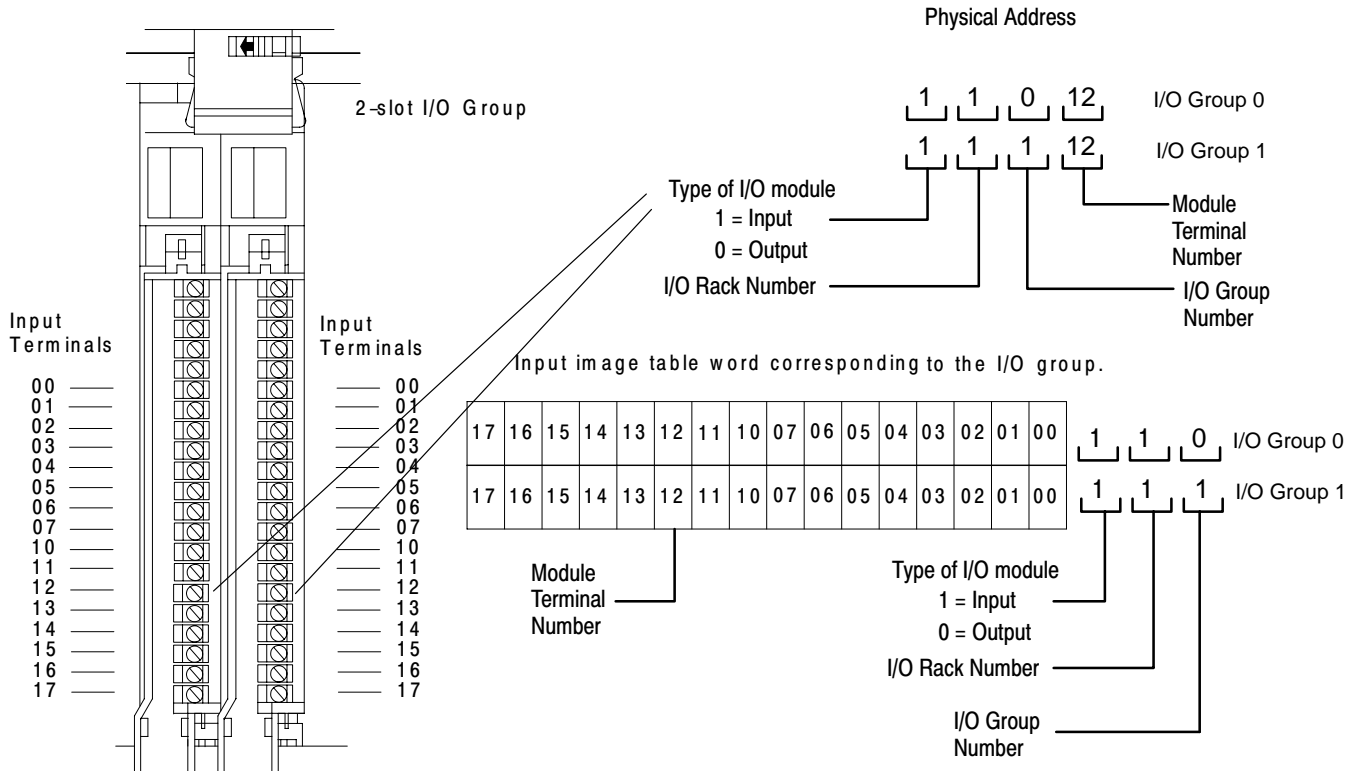 Physical Address
1 1 0 12 I/O Group 0
1 1 1 12 I/O Group 1
2-slot I/O Group
Type of I/O module
1 = Input
0 = Output
I/O Rack Number
Module
Terminal
Number
I/O Group
Number
Input
Terminals
00
01
02
03
04
05
06
07
10
11
12
13
14
15
16
17
Input
Terminals
00
01
02
03
04
05
06
07
10
11
12
13
14
15
16
17
Input image table word corresponding to the I/O group.
17 16 15 14 13 12 11 10 07 06 05 04 03 02 01 00 1 1 0 I/O Group 0
17 16 15 14 13 12 11 10 07 06 05 04 03 02 01 00 1 1 1 I/O Group 1
Module
Terminal
Number
Type of I/O module
1 = Input
0 = Output
I/O Rack Number
I/O Group
Number